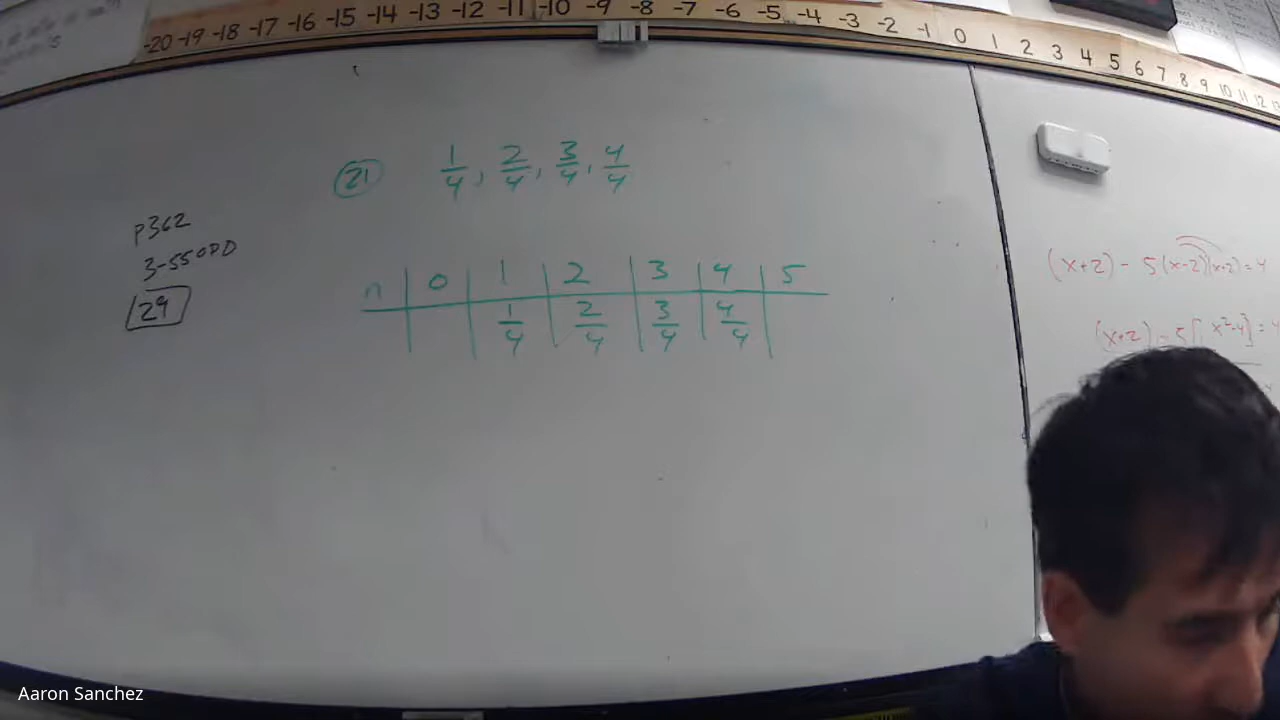 -20 -19 -18 -17 -16 -15 -14 -13 -12 -11 -10 -9 -8 -7 -6 -5 -4 -3 -2 -1 0 1 2 3 4 5 6 7 8 9 10 11 12
(21) 1/4, 2/4, 3/4, 4/4
p362
3-55 ODD
29
n | 0 | 1 | 2 | 3 | 4 | 5
1/4 | 2/4 | 3/4 | 4/4
(x+2) - 5(x-2)(x+2) = 4
(x+2) - 5[x²-4] =
Aaron Sanchez